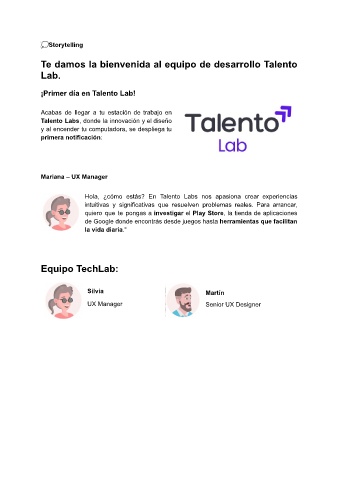 💭Storytelling
Te damos la bienvenida al equipo de desarrollo Talento
Lab.
¡Primer día en Talento Lab!
Acabas de llegar a tu estación de trabajo en
Talento Labs, donde la innovación y el diseño
y al encender tu computadora, se despliega tu
primera notificación:
Talento
Lab
Mariana – UX Manager
Hola, ¿cómo estás? En Talento Labs nos apasiona crear experiencias
intuitivas y significativas que resuelven problemas reales. Para arrancar,
quiero que te pongas a investigar el Play Store, la tienda de aplicaciones
de Google donde encontrás desde juegos hasta herramientas que facilitan
la vida diaria."
Equipo TechLab:
Silvia
UX Manager
Martín
Senior UX Designer